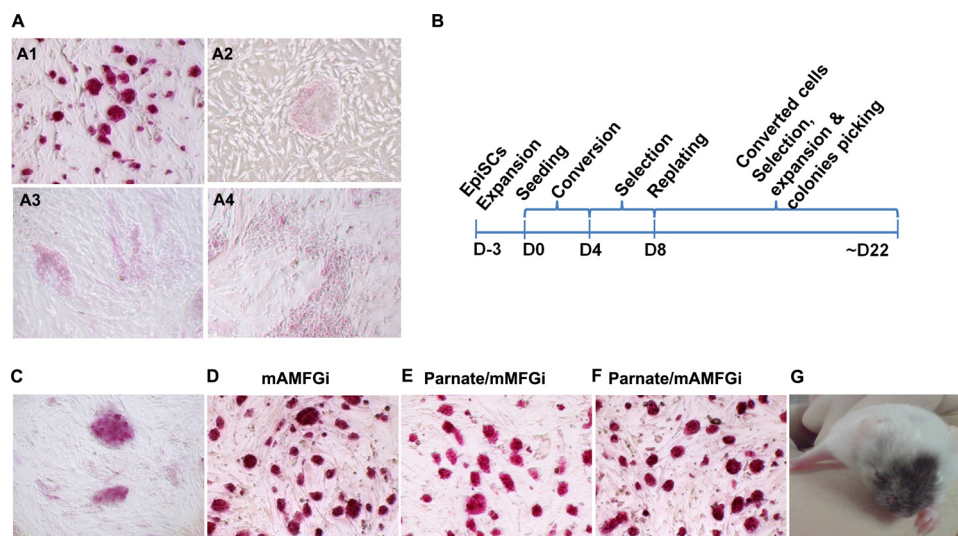 A
B
A1
A2
A3
A4
EpiSCs
Expansion
Seeding
Conversion
Selection
Replating
Converted cells
Selection,
expansion &
colonies picking
D-3
D0
D4
D8
~D22
C
D
mAMFGi
E
Parnate/mMFGi
F
Parnate/mAMFGi
G